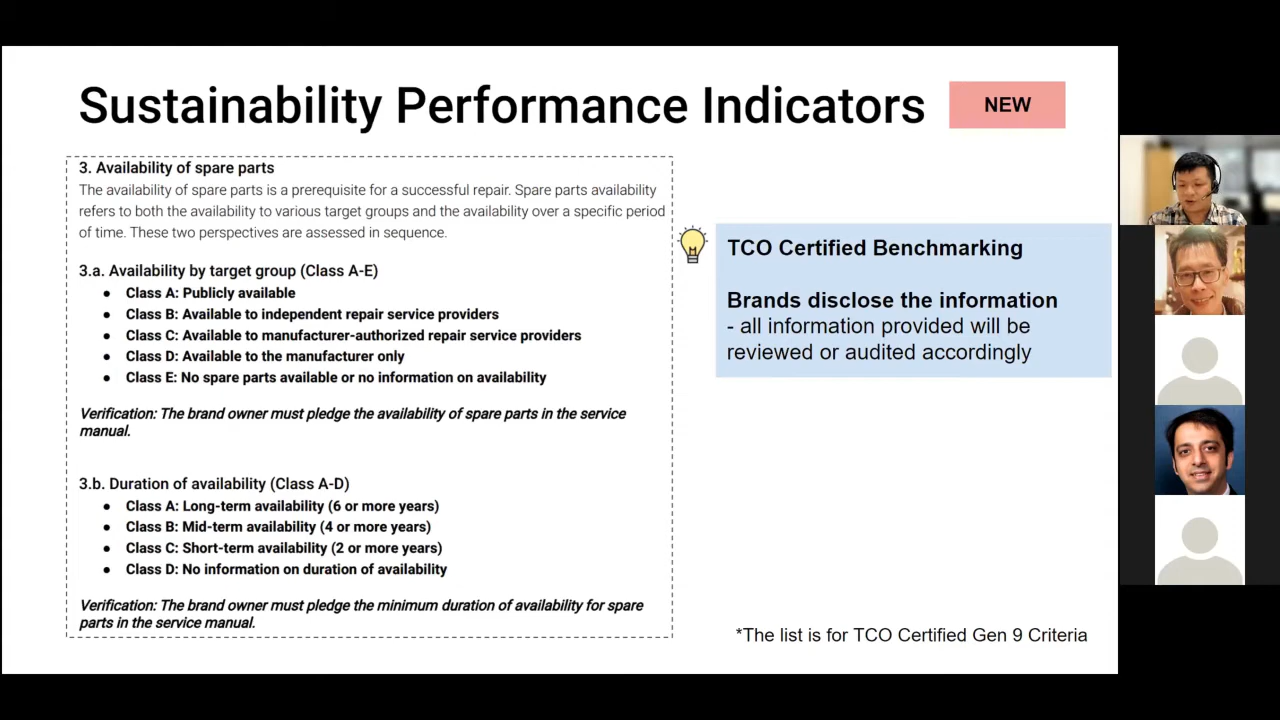 Sustainability Performance Indicators
NEW
3. Availability of spare parts
The availability of spare parts is a prerequisite for a successful repair. Spare parts availability
refers to both the availability to various target groups and the availability over a specific period
of time. These two perspectives are assessed in sequence.
3.a. Availability by target group (Class A-E)
● Class A: Publicly available
● Class B: Available to independent repair service providers
● Class C: Available to manufacturer-authorized repair service providers
● Class D: Available to the manufacturer only
● Class E: No spare parts available or no information on availability
Verification: The brand owner must pledge the availability of spare parts in the service
manual.
3.b. Duration of availability (Class A-D)
● Class A: Long-term availability (6 or more years)
● Class B: Mid-term availability (4 or more years)
● Class C: Short-term availability (2 or more years)
● Class D: No information on duration of availability
Verification: The brand owner must pledge the minimum duration of availability for spare
parts in the service manual.
TCO Certified Benchmarking
Brands disclose the information
- all information provided will be
reviewed or audited accordingly
*The list is for TCO Certified Gen 9 Criteria